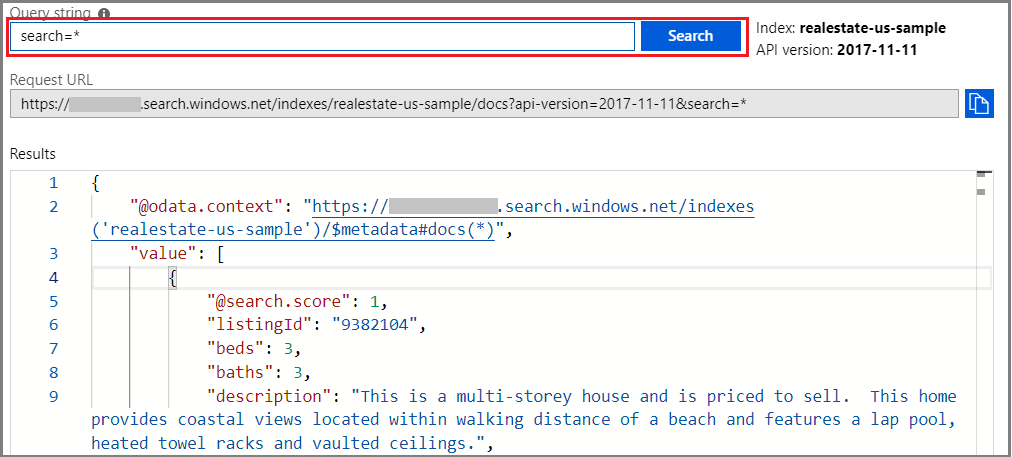 Query string
search=*
Search
Index: realestate-us-sample
API version: 2017-11-11
Request URL
https:// .search.windows.net/indexes/realestate-us-sample/docs?api-version=2017-11-11&search=*
Results
1 {
2 "@odata.context": "https:// .search.windows.net/indexes
('realestate-us-sample')/$metadata#docs(*)",
3 "value": [
4 {
5 "@search.score": 1,
6 "listingId": "9382104",
7 "beds": 3,
8 "baths": 3,
9 "description": "This is a multi-storey house and is priced to sell.  This home
provides coastal views located within walking distance of a beach and features a lap pool,
heated towel racks and vaulted ceilings.",